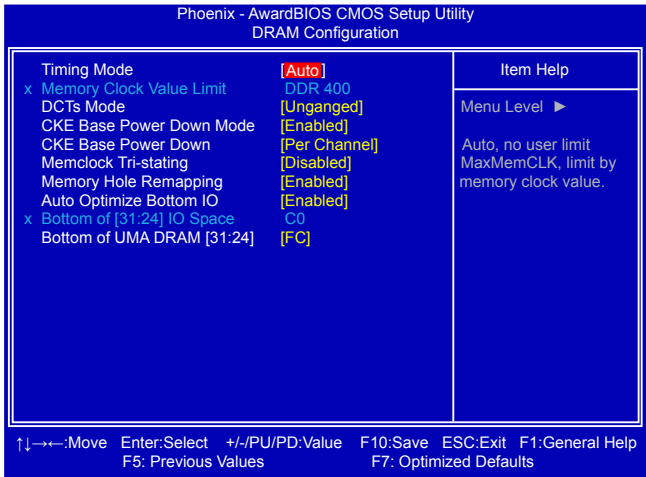 Phoenix - AwardBIOS CMOS Setup Utility
DRAM Configuration
Timing Mode [Auto]
x Memory Clock Value Limit DDR 400
DCTs Mode [Unganged]
CKE Base Power Down Mode [Enabled]
CKE Base Power Down [Per Channel]
Memclock Tri-stating [Disabled]
Memory Hole Remapping [Enabled]
Auto Optimize Bottom IO [Enabled]
x Bottom of [31:24] IO Space C0
Bottom of UMA DRAM [31:24] [FC]
Item Help
Menu Level ►
Auto, no user limit
MaxMemCLK, limit by
memory clock value.
↑↓→←:Move Enter:Select +/-/PU/PD:Value F10:Save ESC:Exit F1:General Help
F5: Previous Values F7: Optimized Defaults